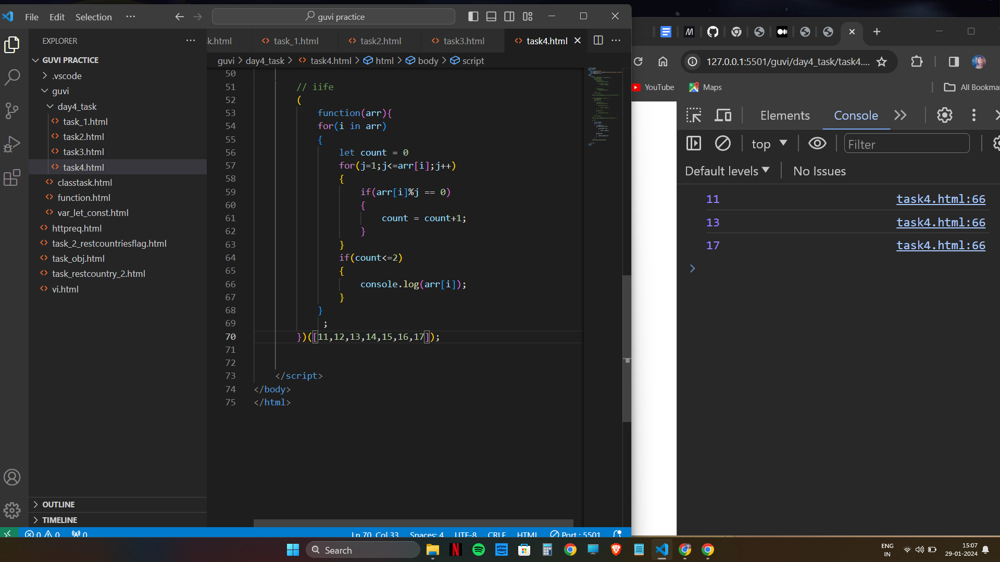 File Edit Selection ···
guvi practice
EXPLORER ···
GUVI PRACTICE
.vscode
guvi
day4_task
task_1.html
task2.html
task3.html
task4.html
classtask.html
function.html
var_let_const.html
httpreq.html
task_2_restcountriesflag.html
task_obj.html
task_restcountry_2.html
vi.html
OUTLINE
TIMELINE
k.html task_1.html task2.html task3.html task4.html
guvi > day4_task > task4.html > html > body > script
50
51 // iife
52 (
53 function(arr){
54 for(i in arr)
55 {
56 let count = 0
57 for(j=1;j<=arr[i];j++)
58 {
59 if(arr[i]%j == 0)
60 {
61 count = count+1;
62 }
63 }
64 if(count<=2)
65 {
66 console.log(arr[i]);
67 }
68 }
69 ;
70 })([11,12,13,14,15,16,17]);
71
72
73 </script>
74 </body>
75 </html>
0 0 0 Ln 70, Col 33 Spaces: 4 UTF-8 CRLF HTML Port : 5501
127.0.0.1:5501/guvi/day4_task/task4....
YouTube Maps All Bookma
Elements Console
top Filter
Default levels No Issues
11 task4.html:66
13 task4.html:66
17 task4.html:66
Search
prime video
ENG
IN
15:07
29-01-2024